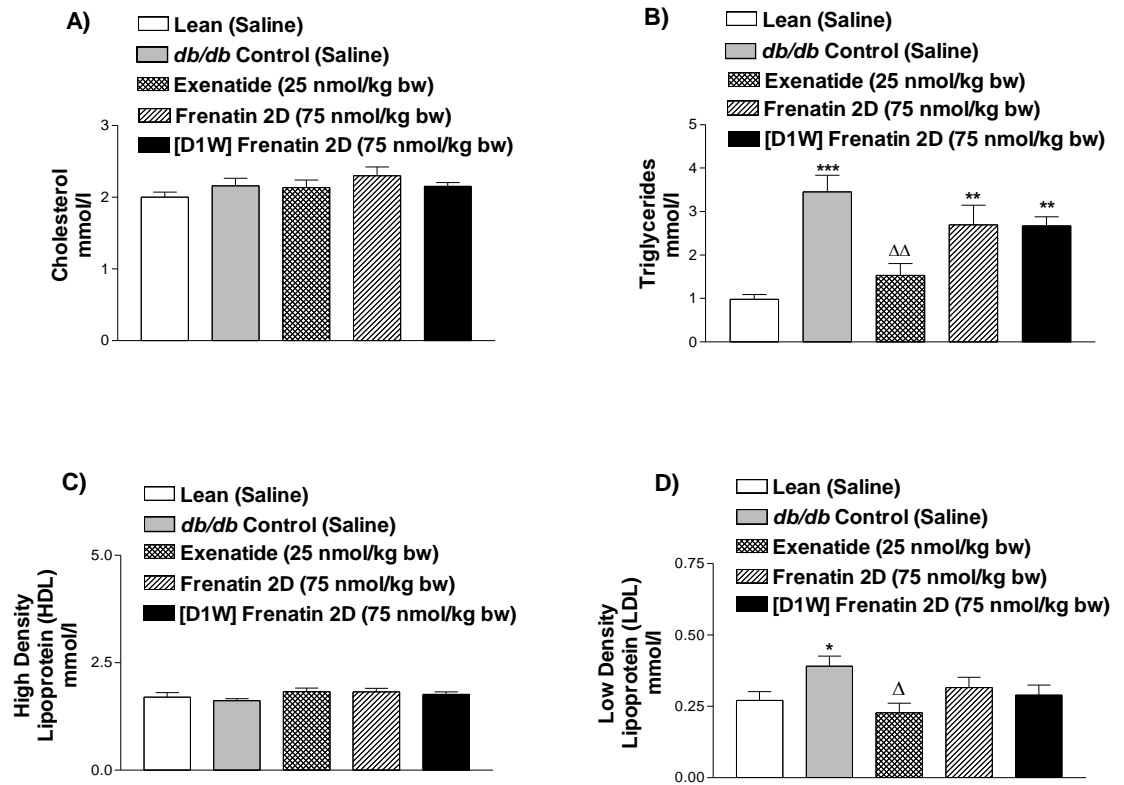 A)
Lean (Saline)
db/db Control (Saline)
Exenatide (25 nmol/kg bw)
Frenatin 2D (75 nmol/kg bw)
[D1W] Frenatin 2D (75 nmol/kg bw)
3
2
1
0
Cholesterol
mmol/l
B)
Lean (Saline)
db/db Control (Saline)
Exenatide (25 nmol/kg bw)
Frenatin 2D (75 nmol/kg bw)
[D1W] Frenatin 2D (75 nmol/kg bw)
5
4
3
2
1
0
Triglycerides
mmol/l
***
ΔΔ
**
**
C)
Lean (Saline)
db/db Control (Saline)
Exenatide (25 nmol/kg bw)
Frenatin 2D (75 nmol/kg bw)
[D1W] Frenatin 2D (75 nmol/kg bw)
5.0
2.5
0.0
High Density
Lipoprotein (HDL)
mmol/l
D)
Lean (Saline)
db/db Control (Saline)
Exenatide (25 nmol/kg bw)
Frenatin 2D (75 nmol/kg bw)
[D1W] Frenatin 2D (75 nmol/kg bw)
0.75
0.50
0.25
0.00
Low Density
Lipoprotein (LDL)
mmol/l
*
Δ